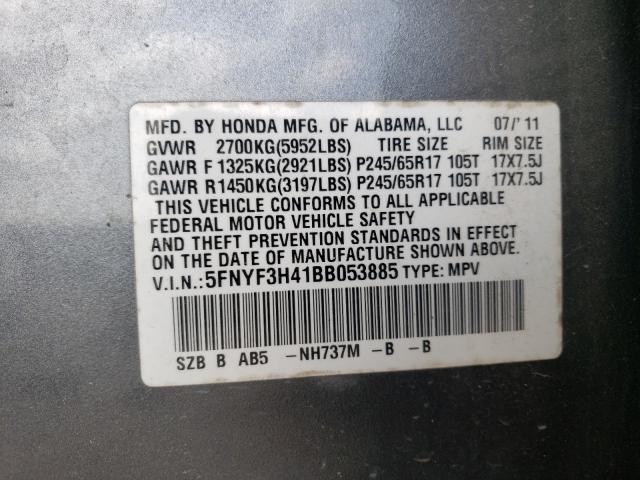 MFD. BY HONDA MFG. OF ALABAMA, LLC 07/'11
GVWR 2700KG(5952LBS) TIRE SIZE RIM SIZE
GAWR F 1325KG(2921LBS) P245/65R17 105T 17X7.5J
GAWR R1450KG(3197LBS) P245/65R17 105T 17X7.5J
THIS VEHICLE CONFORMS TO ALL APPLICABLE
FEDERAL MOTOR VEHICLE SAFETY
AND THEFT PREVENTION STANDARDS IN EFFECT
ON THE DATE OF MANUFACTURE SHOWN ABOVE.
V.I.N.: 5FNYF3H41BB053885 TYPE: MPV
SZB B AB5 -NH737M -B -B